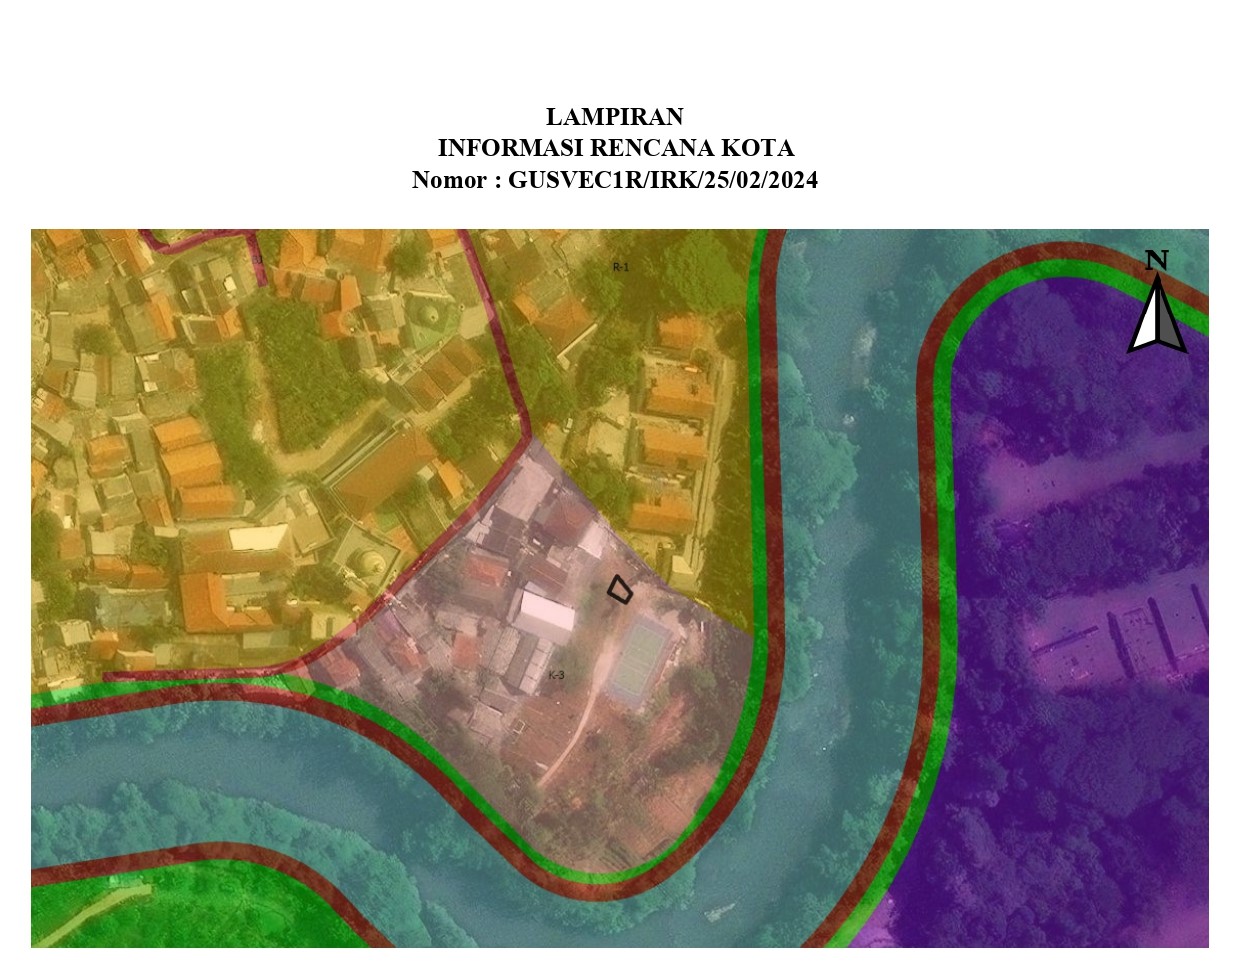 LAMPIRAN
INFORMASI RENCANA KOTA
Nomor : GUSVEC1R/IRK/25/02/2024
R-1
N
K-3